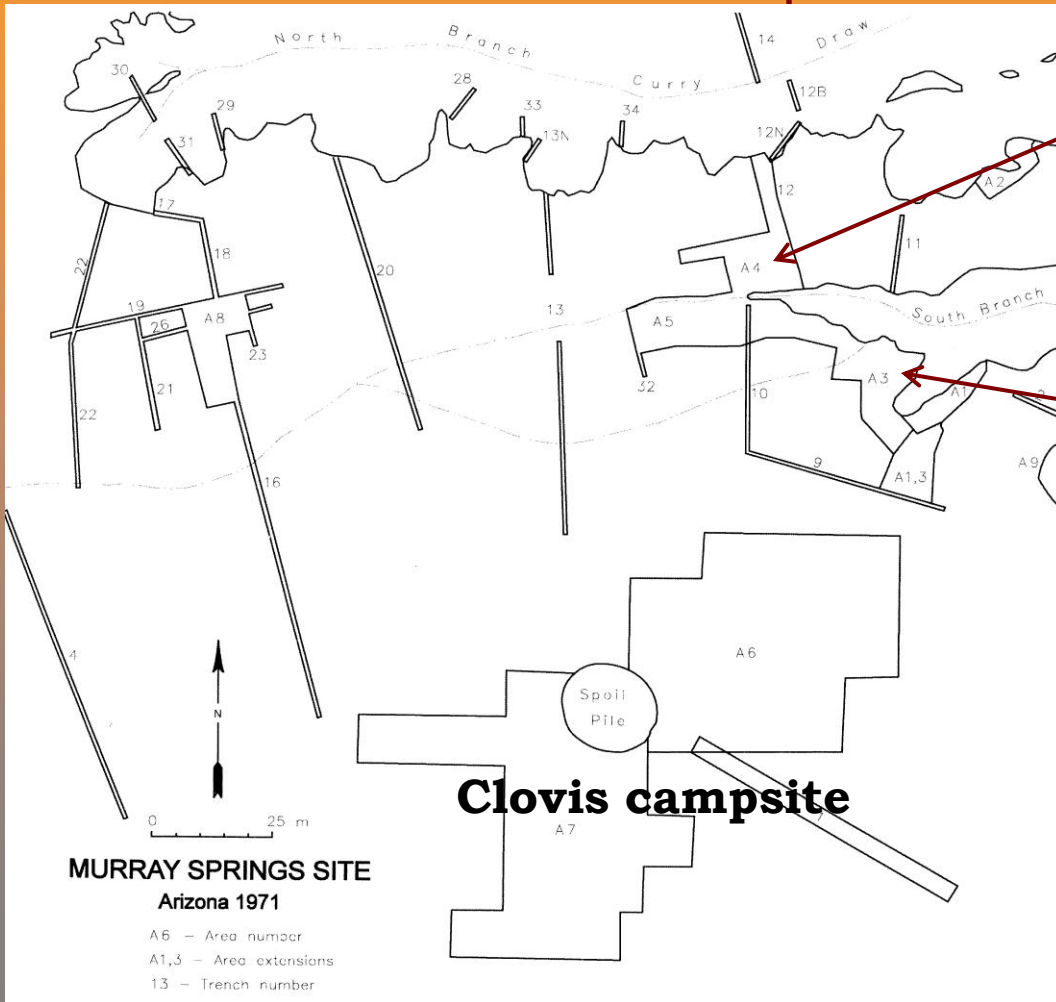 North Branch Curry Draw
14
30
29
28
33
34
12B
31
13N
12N
A2
17
12
22
18
20
11
A4
19
26
A8
13
A5
South Branch
23
21
32
A3
22
10
A1
16
9
A1,3
A9
4
A6
N
Spoil
Pile
Clovis campsite
A7
0 25 m
MURRAY SPRINGS SITE
Arizona 1971
A6 – Area number
A1,3 – Area extensions
13 – Trench number